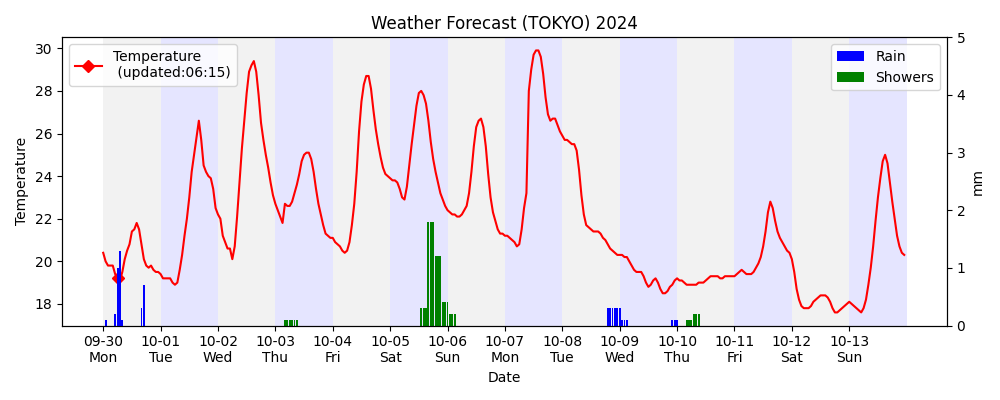 Weather Forecast (TOKYO) 2024
Temperature
(updated:06:15)
Rain
Showers
30
28
26
24
22
20
18
Temperature
5
4
3
2
1
0
mm
09-30 10-01 10-02 10-03 10-04 10-05 10-06 10-07 10-08 10-09 10-10 10-11 10-12 10-13
Mon Tue Wed Thu Fri Sat Sun Mon Tue Wed Thu Fri Sat Sun
Date